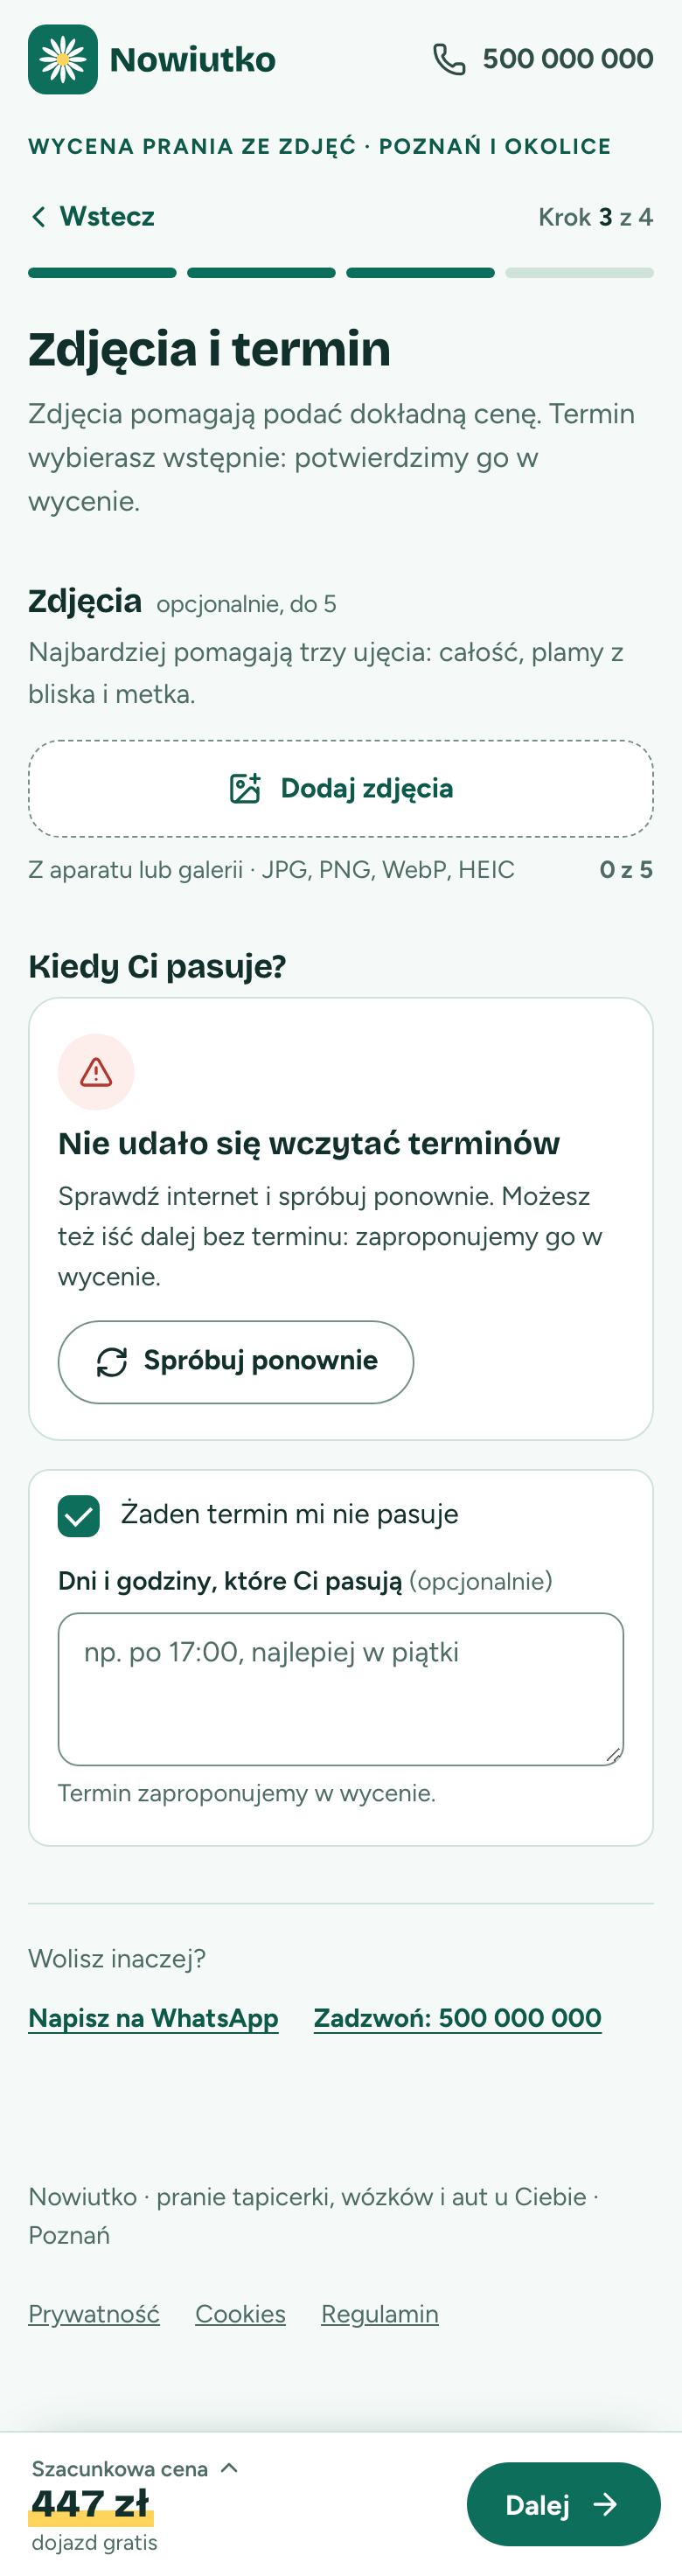 Nowiutko
500 000 000
WYCENA PRANIA ZE ZDJĘĆ · POZNAŃ I OKOLICE
Wstecz
Krok 3 z 4
Zdjęcia i termin
Zdjęcia pomagają podać dokładną cenę. Termin
wybierasz wstępnie: potwierdzimy go w
wycenie.
Zdjęcia opcjonalnie, do 5
Najbardziej pomagają trzy ujęcia: całość, plamy z
bliska i metka.
Dodaj zdjęcia
Z aparatu lub galerii · JPG, PNG, WebP, HEIC
0 z 5
Kiedy Ci pasuje?
Nie udało się wczytać terminów
Sprawdź internet i spróbuj ponownie. Możesz
też iść dalej bez terminu: zaproponujemy go w
wycenie.
Spróbuj ponownie
Żaden termin mi nie pasuje
Dni i godziny, które Ci pasują (opcjonalnie)
np. po 17:00, najlepiej w piątki
Termin zaproponujemy w wycenie.
Wolisz inaczej?
Napisz na WhatsApp
Zadzwoń: 500 000 000
Nowiutko · pranie tapicerki, wózków i aut u Ciebie ·
Poznań
Prywatność
Cookies
Regulamin
Szacunkowa cena
447 zł
dojazd gratis
Dalej